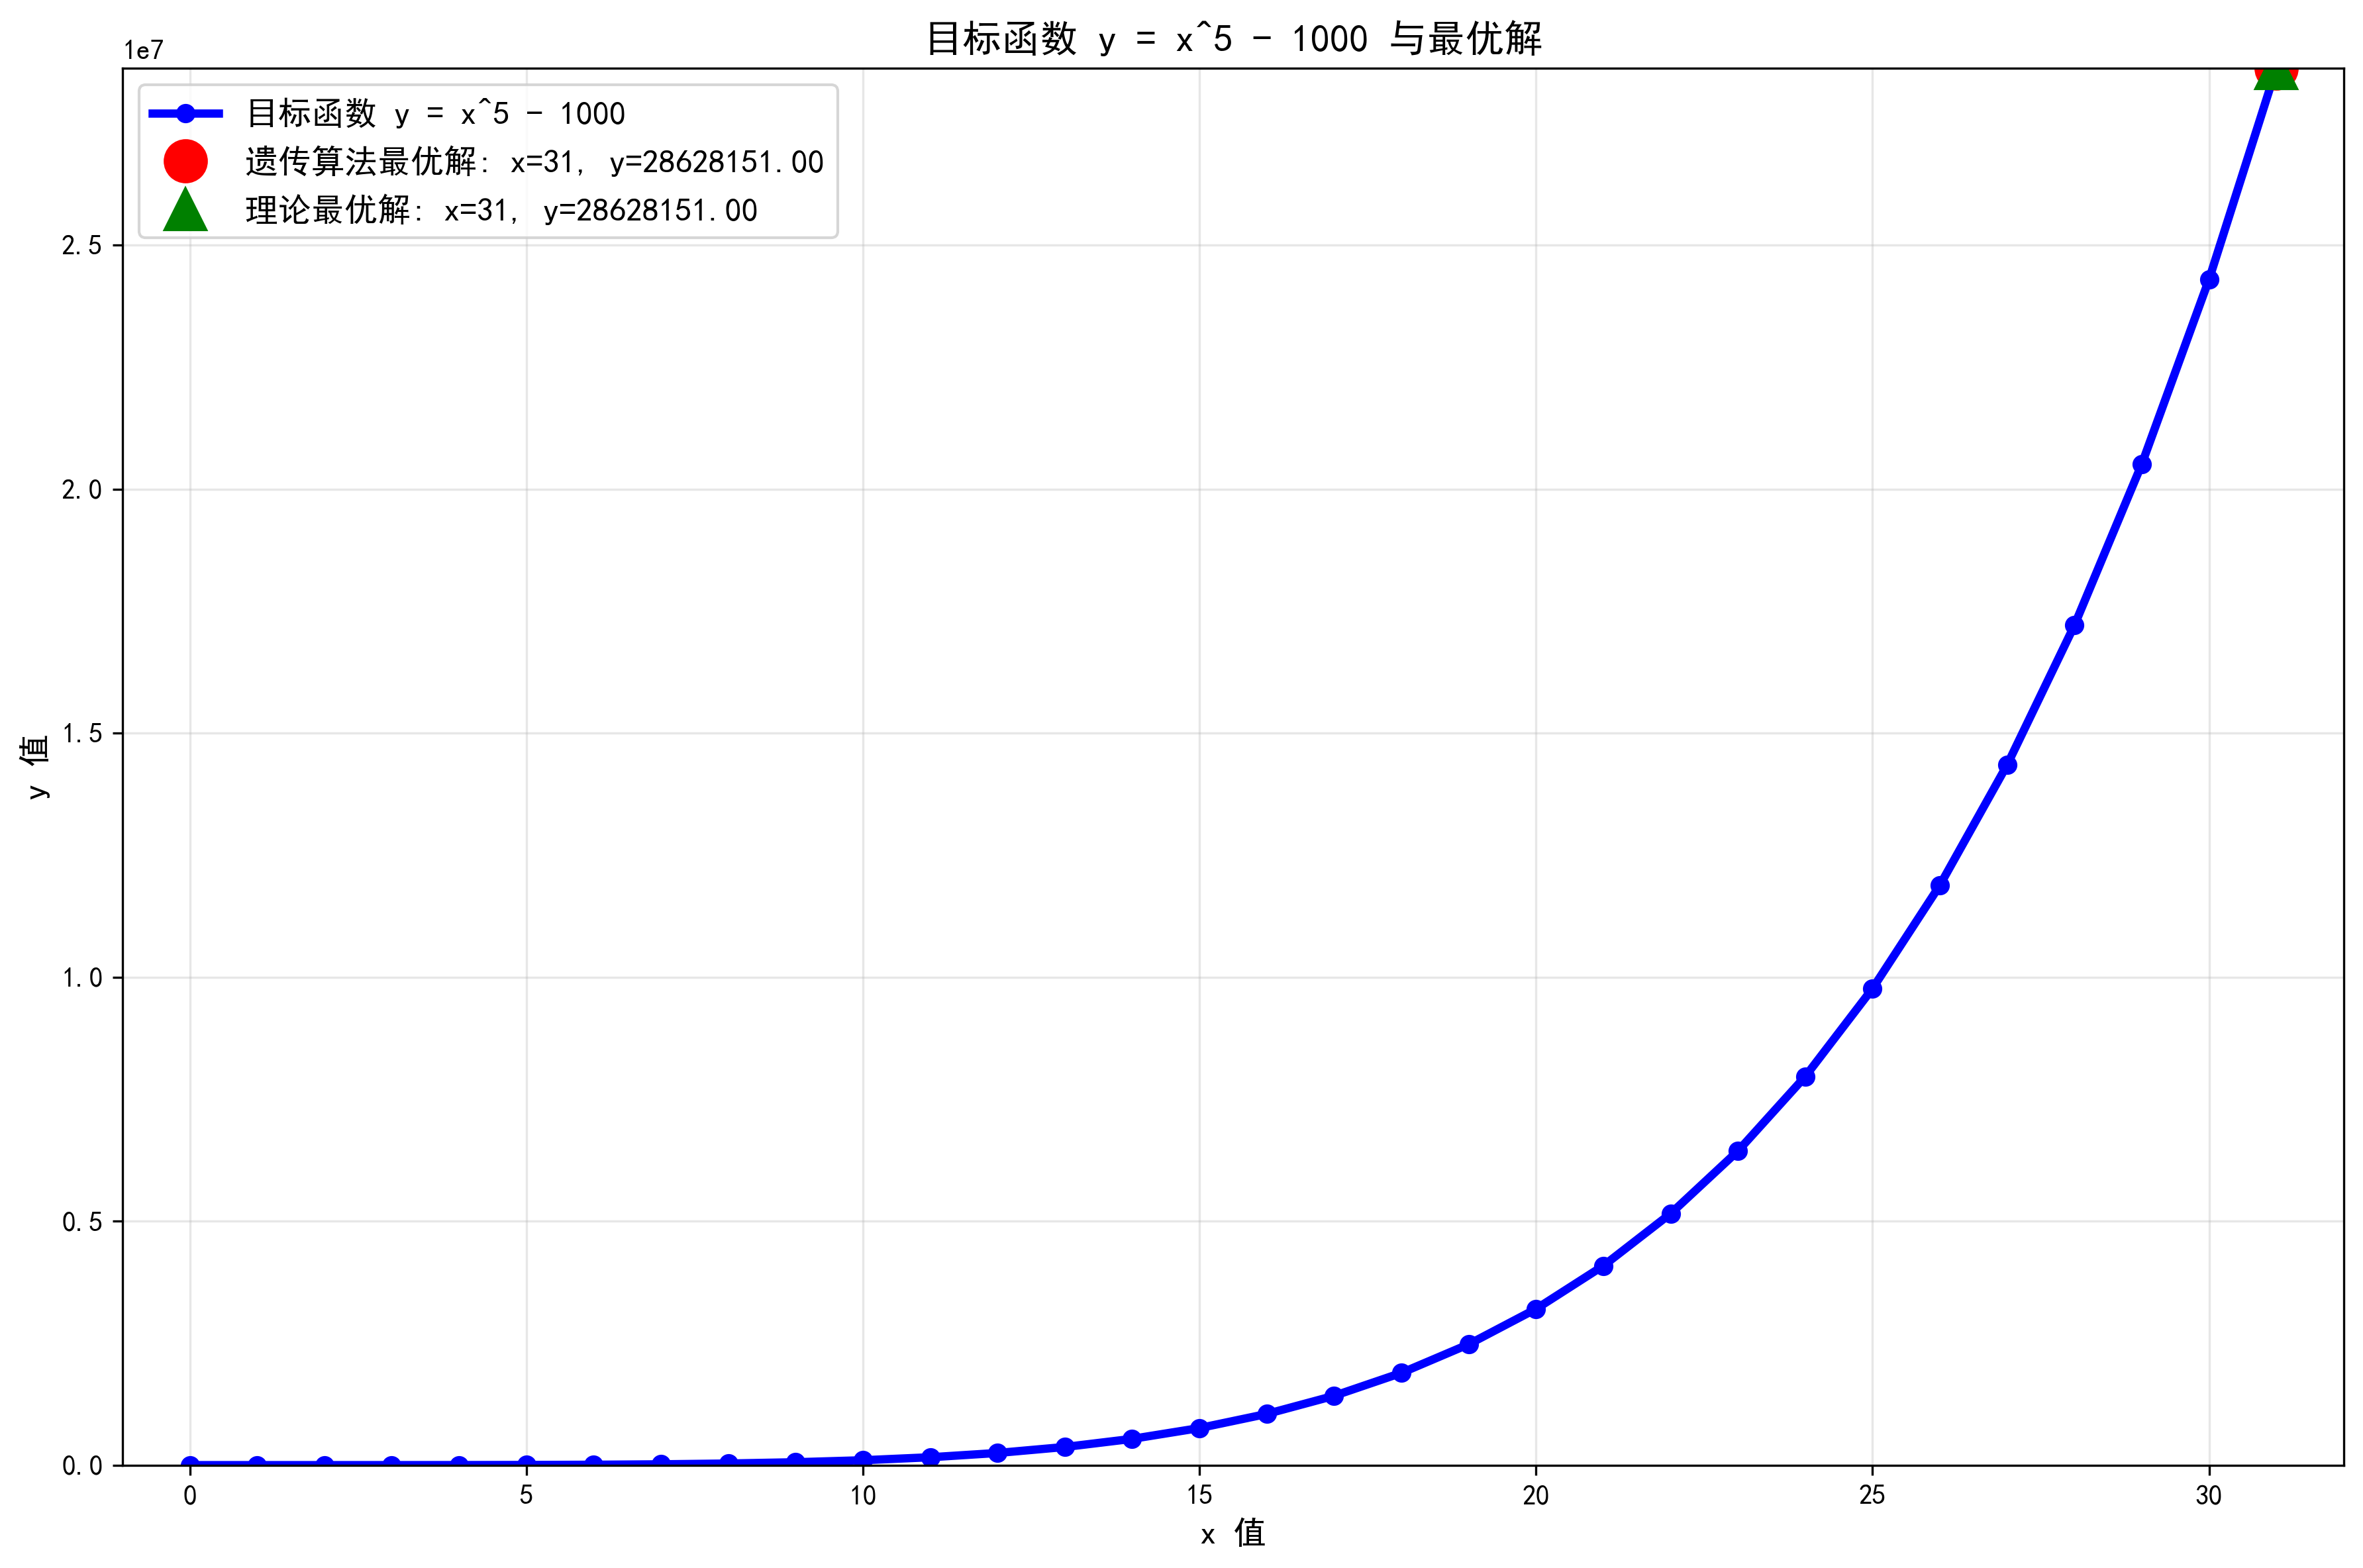 目标函数 y = x^5 - 1000 与最优解
1e7
目标函数 y = x^5 - 1000
遗传算法最优解: x=31, y=28628151.00
理论最优解: x=31, y=28628151.00
2.5
2.0
1.5
1.0
0.5
0.0
y 值
0 5 10 15 20 25 30
x 值